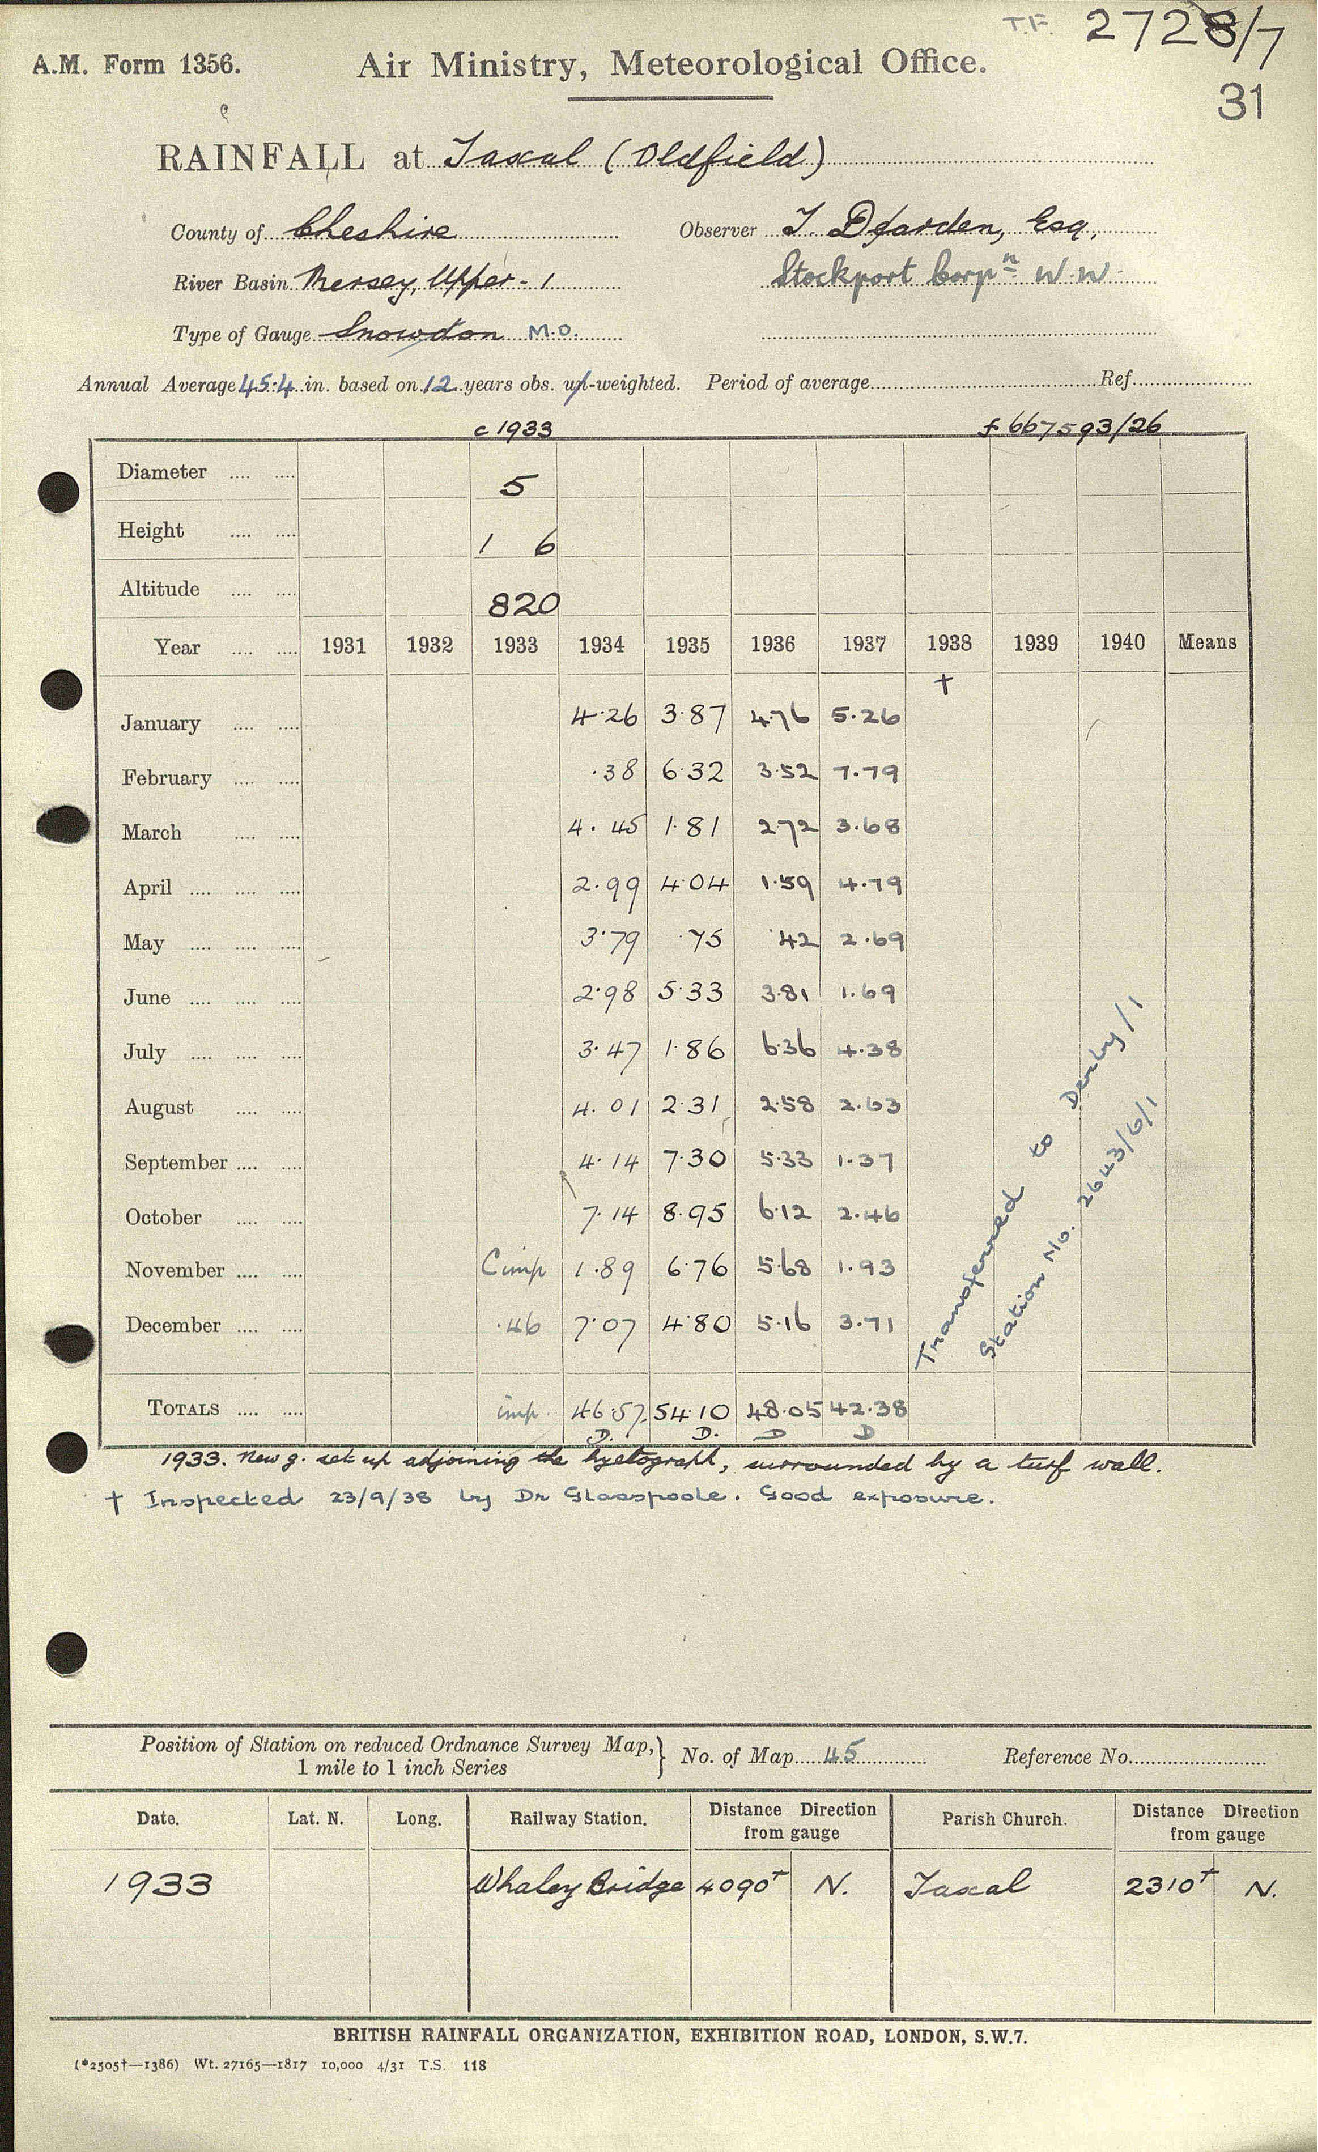 T.F. 2728/7
A.M. Form 1356. Air Ministry, Meteorological Office.
31
RAINFALL at Taxal (Oldfield)
County of Cheshire Observer T. Dearden, Esq,
River Basin Mersey, Upper - 1 Stockport Corpn W.W.
Type of Gauge Snowdon M.O.
Annual Average 45.4 in. based on 12 years obs. un-weighted. Period of average Ref.
c 1933 f 667593/26
Diameter 5
Height 1 6
Altitude 820
Year 1931 1932 1933 1934 1935 1936 1937 1938 1939 1940 Means
†
January 4.26 3.87 4.76 5.26
February .38 6.32 3.52 7.79
March 4.45 1.81 2.72 3.68
April 2.99 4.04 1.59 4.79
May 3.79 .75 .42 2.69
June 2.98 5.33 3.81 1.69
July 3.47 1.86 6.36 4.38
August 4.01 2.31 2.58 2.63
September 4.14 7.30 5.33 1.37
October 7.14 8.95 6.12 2.46
November 1.89 6.76 5.68 1.93
December .46 7.07 4.80 5.16 3.71
Transferred to Derby/1
Station No. 2643/6/1
TOTALS imp. 46.57 54.10 48.05 42.38
D. D. D D
1933. New g. set up adjoining the hyetograph, surrounded by a turf wall.
† Inspected 23/9/38 by Dr Glasspoole. Good exposure.
Position of Station on reduced Ordnance Survey Map, 1 mile to 1 inch Series } No. of Map 45 Reference No.
Date. Lat. N. Long. Railway Station. Distance Direction from gauge Parish Church. Distance Direction from gauge
1933 Whaley Bridge 4090† N. Taxal 2310† N.
BRITISH RAINFALL ORGANIZATION, EXHIBITION ROAD, LONDON, S.W.7.
(*2505†—1386) Wt. 27165—1817 10,000 4/31 T.S. 118